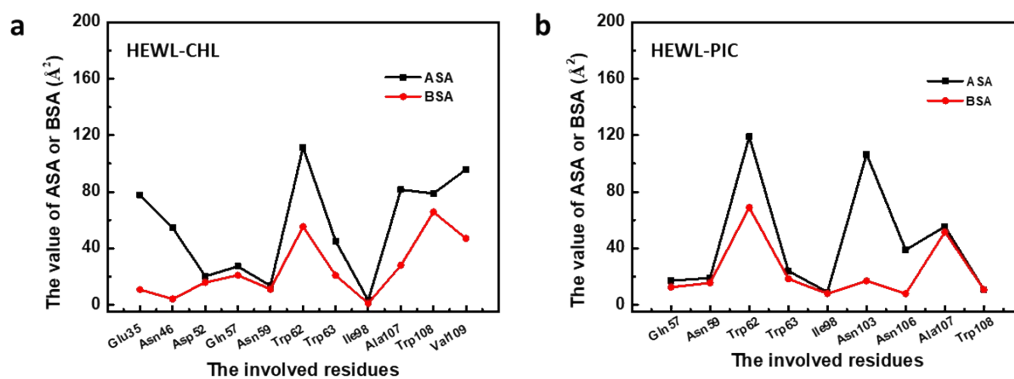 a
HEWL-CHL
ASA
BSA
The value of ASA or BSA (Å²)
200
160
120
80
40
0
Glu35
Asn46
Asp52
Gln57
Asn59
Trp62
Trp63
Ile98
Ala107
Trp108
Val109
The involved residues
b
HEWL-PIC
ASA
BSA
The value of ASA or BSA (Å²)
200
160
120
80
40
0
Gln57
Asn59
Trp62
Trp63
Ile98
Asn103
Asn106
Ala107
Trp108
The involved residues